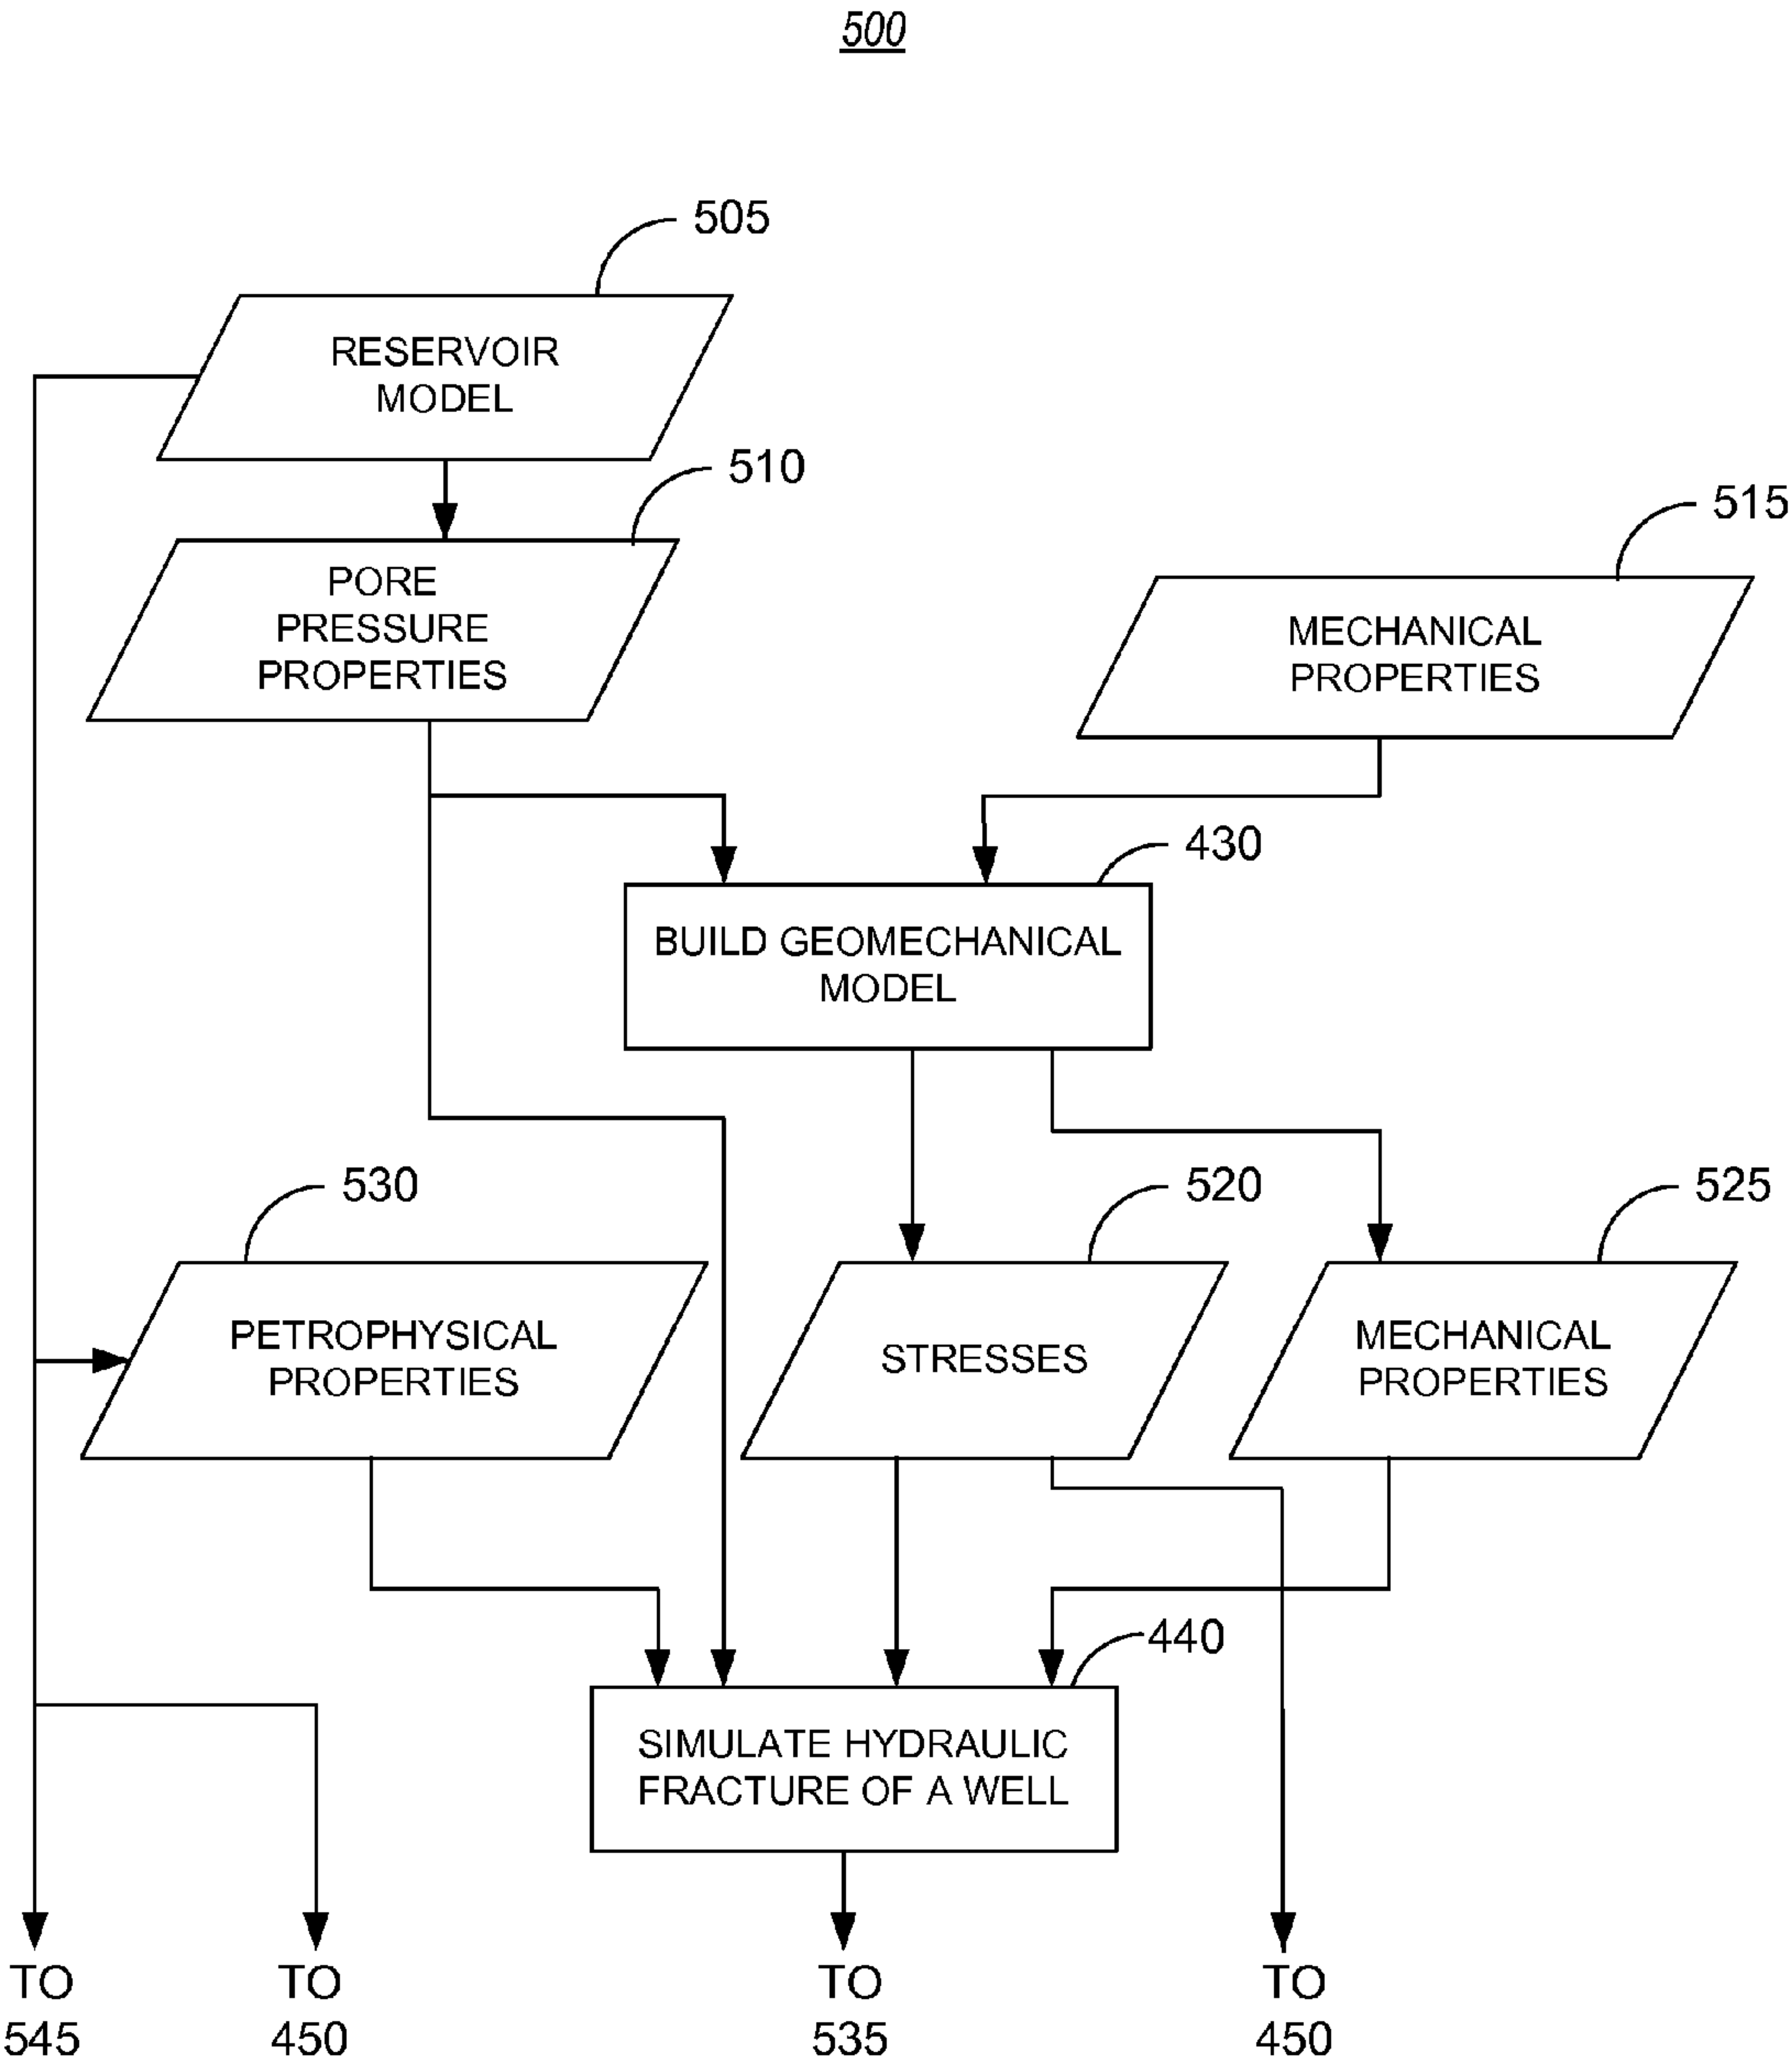 500
505
RESERVOIR
MODEL
510
PORE
PRESSURE
PROPERTIES
515
MECHANICAL
PROPERTIES
430
BUILD GEOMECHANICAL
MODEL
530
PETROPHYSICAL
PROPERTIES
520
STRESSES
525
MECHANICAL
PROPERTIES
440
SIMULATE HYDRAULIC
FRACTURE OF A WELL
TO
545
TO
450
TO
535
TO
450